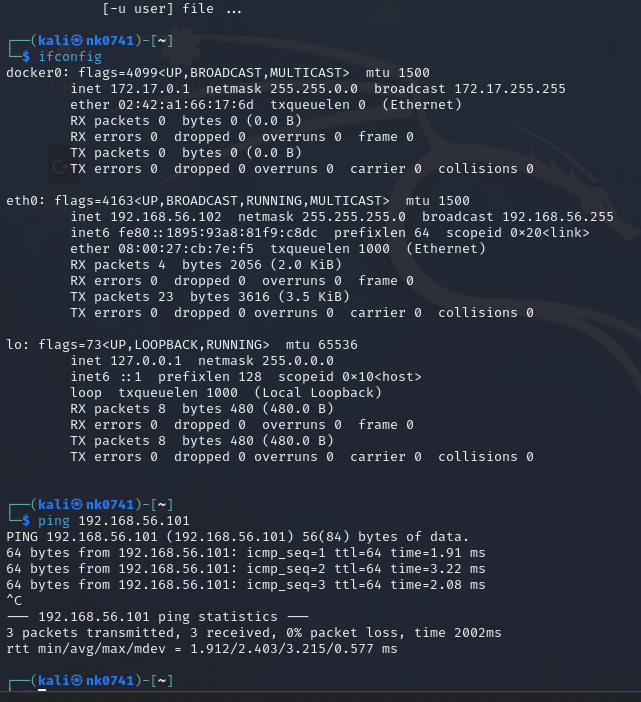 [-u user] file ...
┌──(kali㉿nk0741)-[~]
└─$ ifconfig
docker0: flags=4099<UP,BROADCAST,MULTICAST>  mtu 1500
        inet 172.17.0.1  netmask 255.255.0.0  broadcast 172.17.255.255
        ether 02:42:a1:66:17:6d  txqueuelen 0  (Ethernet)
        RX packets 0  bytes 0 (0.0 B)
        RX errors 0  dropped 0  overruns 0  frame 0
        TX packets 0  bytes 0 (0.0 B)
        TX errors 0  dropped 0 overruns 0  carrier 0  collisions 0
eth0: flags=4163<UP,BROADCAST,RUNNING,MULTICAST>  mtu 1500
        inet 192.168.56.102  netmask 255.255.255.0  broadcast 192.168.56.255
        inet6 fe80::1895:93a8:81f9:c8dc  prefixlen 64  scopeid 0×20<link>
        ether 08:00:27:cb:7e:f5  txqueuelen 1000  (Ethernet)
        RX packets 4  bytes 2056 (2.0 KiB)
        RX errors 0  dropped 0  overruns 0  frame 0
        TX packets 23  bytes 3616 (3.5 KiB)
        TX errors 0  dropped 0 overruns 0  carrier 0  collisions 0
lo: flags=73<UP,LOOPBACK,RUNNING>  mtu 65536
        inet 127.0.0.1  netmask 255.0.0.0
        inet6 ::1  prefixlen 128  scopeid 0×10<host>
        loop  txqueuelen 1000  (Local Loopback)
        RX packets 8  bytes 480 (480.0 B)
        RX errors 0  dropped 0  overruns 0  frame 0
        TX packets 8  bytes 480 (480.0 B)
        TX errors 0  dropped 0 overruns 0  carrier 0  collisions 0
┌──(kali㉿nk0741)-[~]
└─$ ping 192.168.56.101
PING 192.168.56.101 (192.168.56.101) 56(84) bytes of data.
64 bytes from 192.168.56.101: icmp_seq=1 ttl=64 time=1.91 ms
64 bytes from 192.168.56.101: icmp_seq=2 ttl=64 time=3.22 ms
64 bytes from 192.168.56.101: icmp_seq=3 ttl=64 time=2.08 ms
^C
--- 192.168.56.101 ping statistics ---
3 packets transmitted, 3 received, 0% packet loss, time 2002ms
rtt min/avg/max/mdev = 1.912/2.403/3.215/0.577 ms
┌──(kali㉿nk0741)-[~]